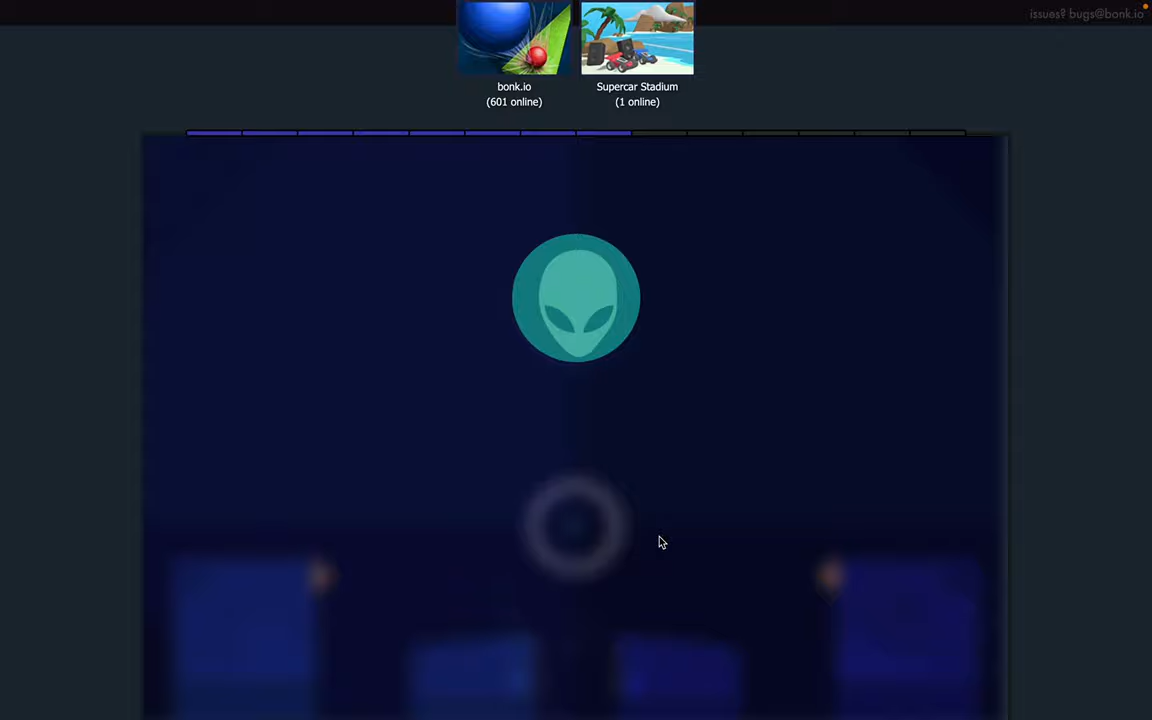 issues? bugs@bonk.io
bonk.io
(601 online)
Supercar Stadium
(1 online)